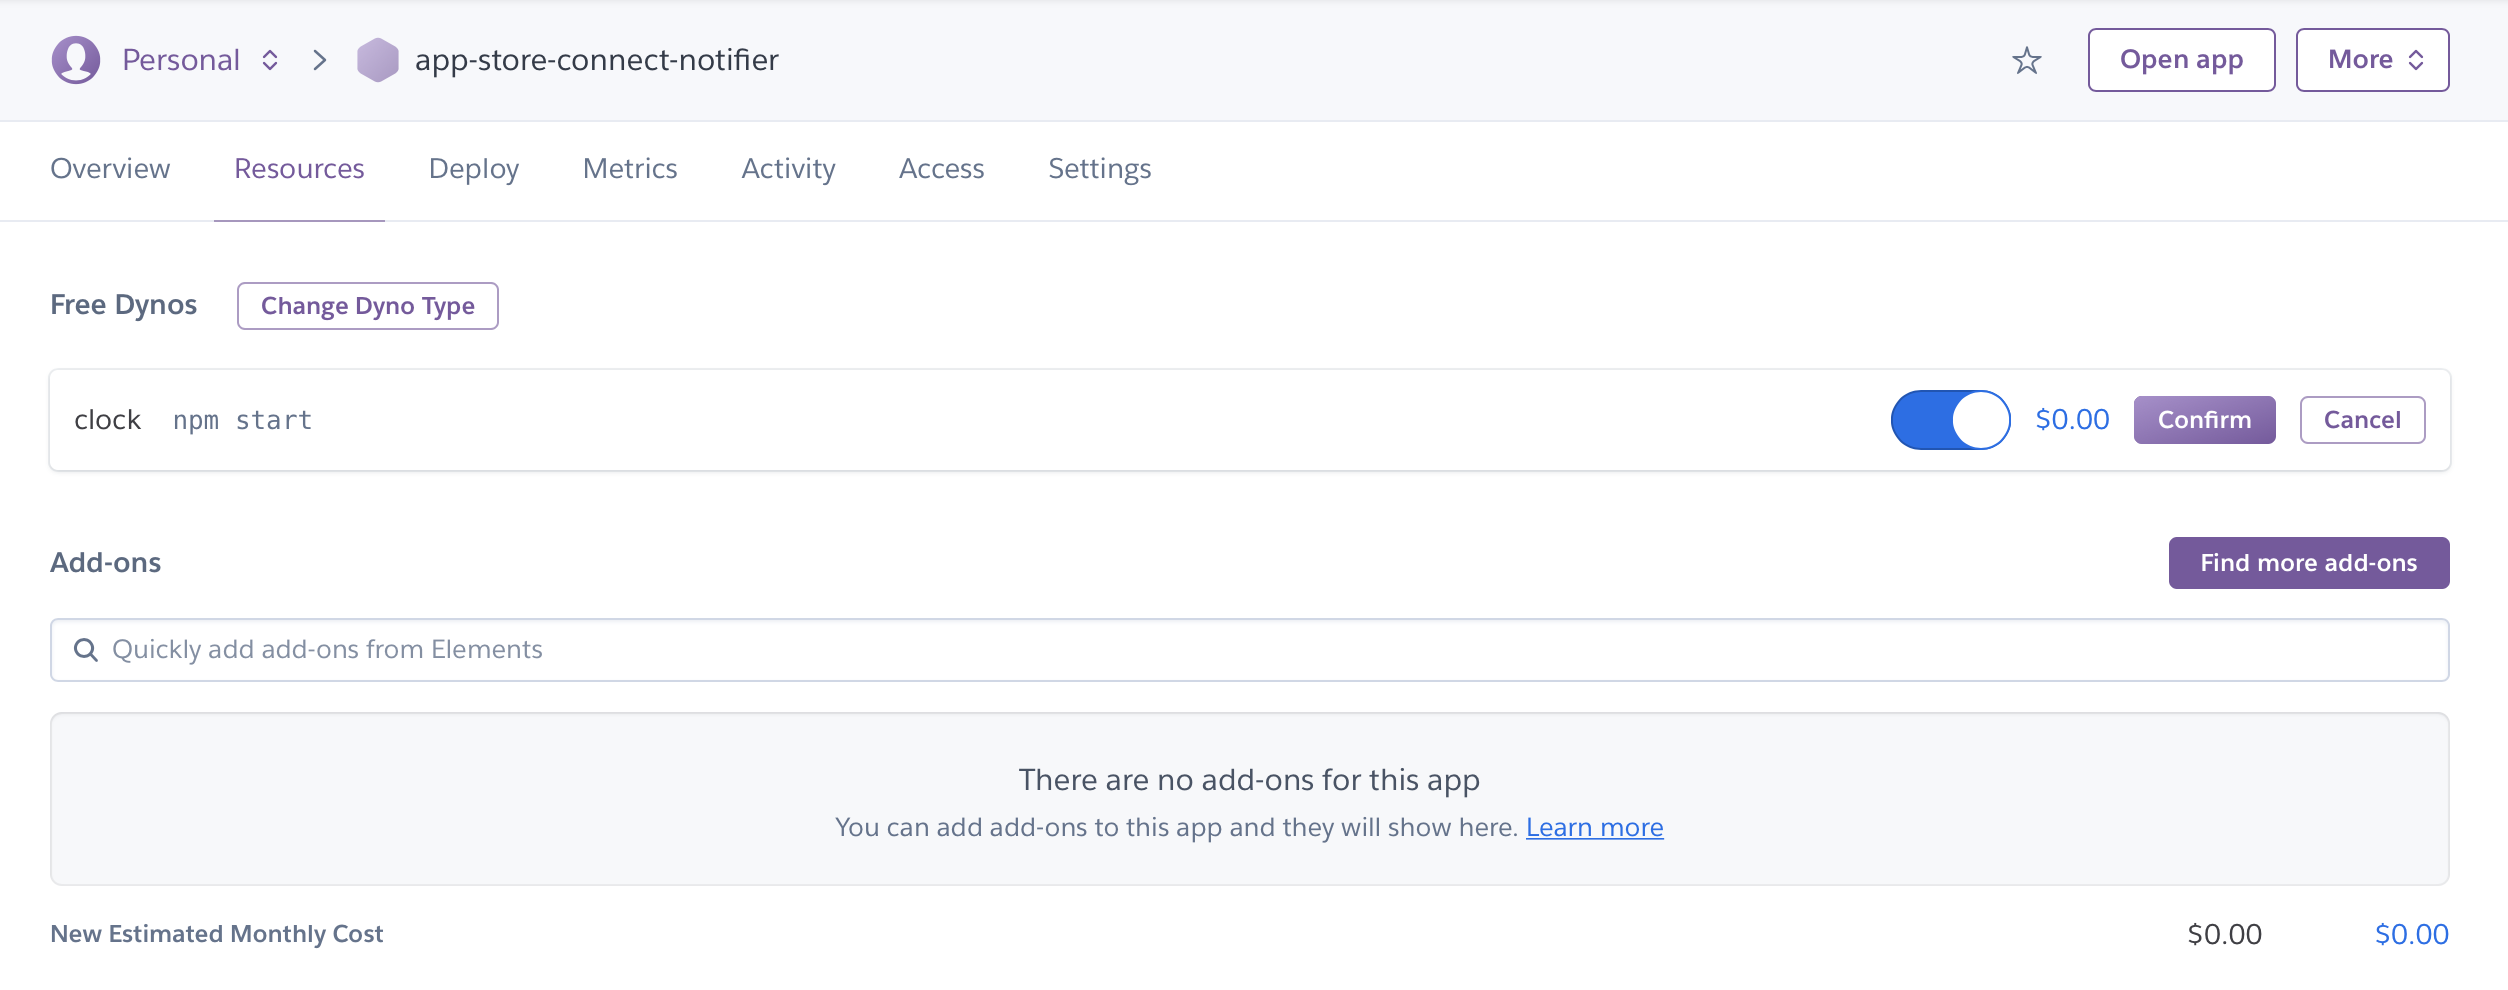 Personal app-store-connect-notifier Open app More
Overview Resources Deploy Metrics Activity Access Settings
Free Dynos Change Dyno Type
clock npm start $0.00 Confirm Cancel
Add-ons Find more add-ons
Quickly add add-ons from Elements
There are no add-ons for this app
You can add add-ons to this app and they will show here. Learn more
New Estimated Monthly Cost $0.00 $0.00